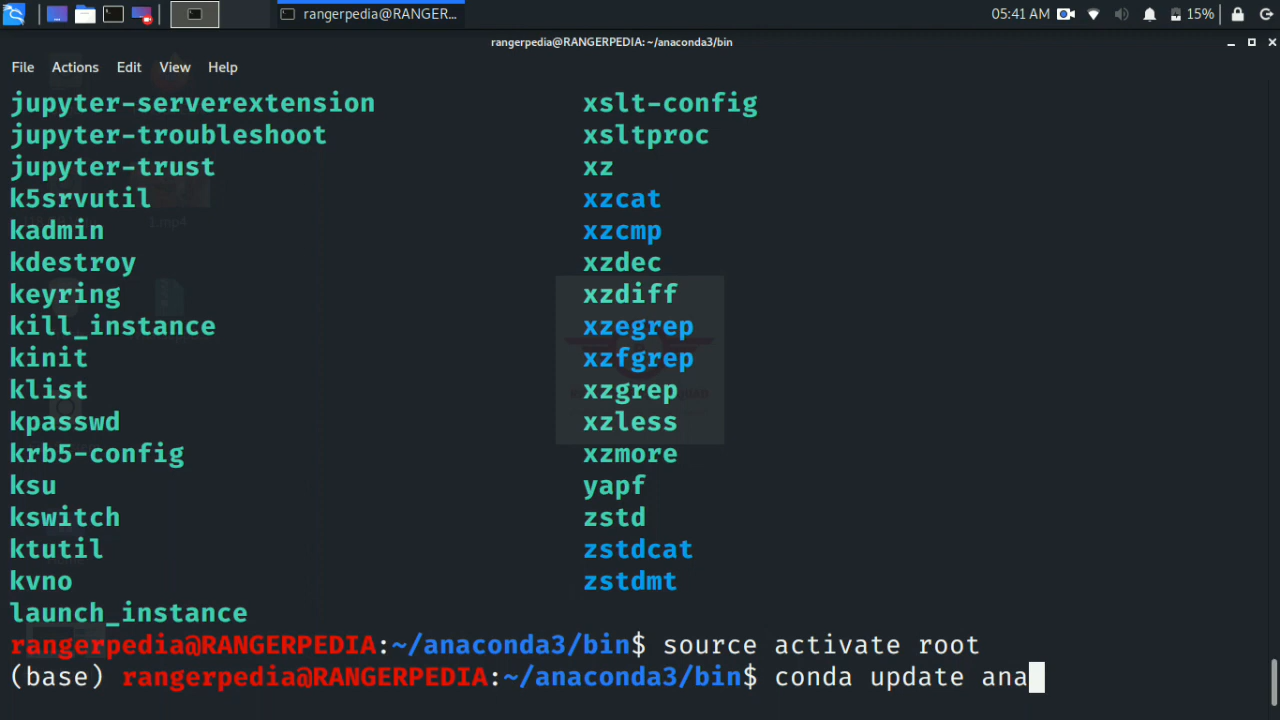 rangerpedia@RANGER... 05:41 AM 15%
rangerpedia@RANGERPEDIA: ~/anaconda3/bin
File Actions Edit View Help
jupyter-serverextension xslt-config
jupyter-troubleshoot xsltproc
jupyter-trust xz
k5srvutil xzcat
kadmin xzcmp
kdestroy xzdec
keyring xzdiff
kill_instance xzegrep
kinit xzfgrep
klist xzgrep
kpasswd xzless
krb5-config xzmore
ksu yapf
kswitch zstd
ktutil zstdcat
kvno zstdmt
launch_instance
rangerpedia@RANGERPEDIA:~/anaconda3/bin$ source activate root
(base) rangerpedia@RANGERPEDIA:~/anaconda3/bin$ conda update ana
1.mp4